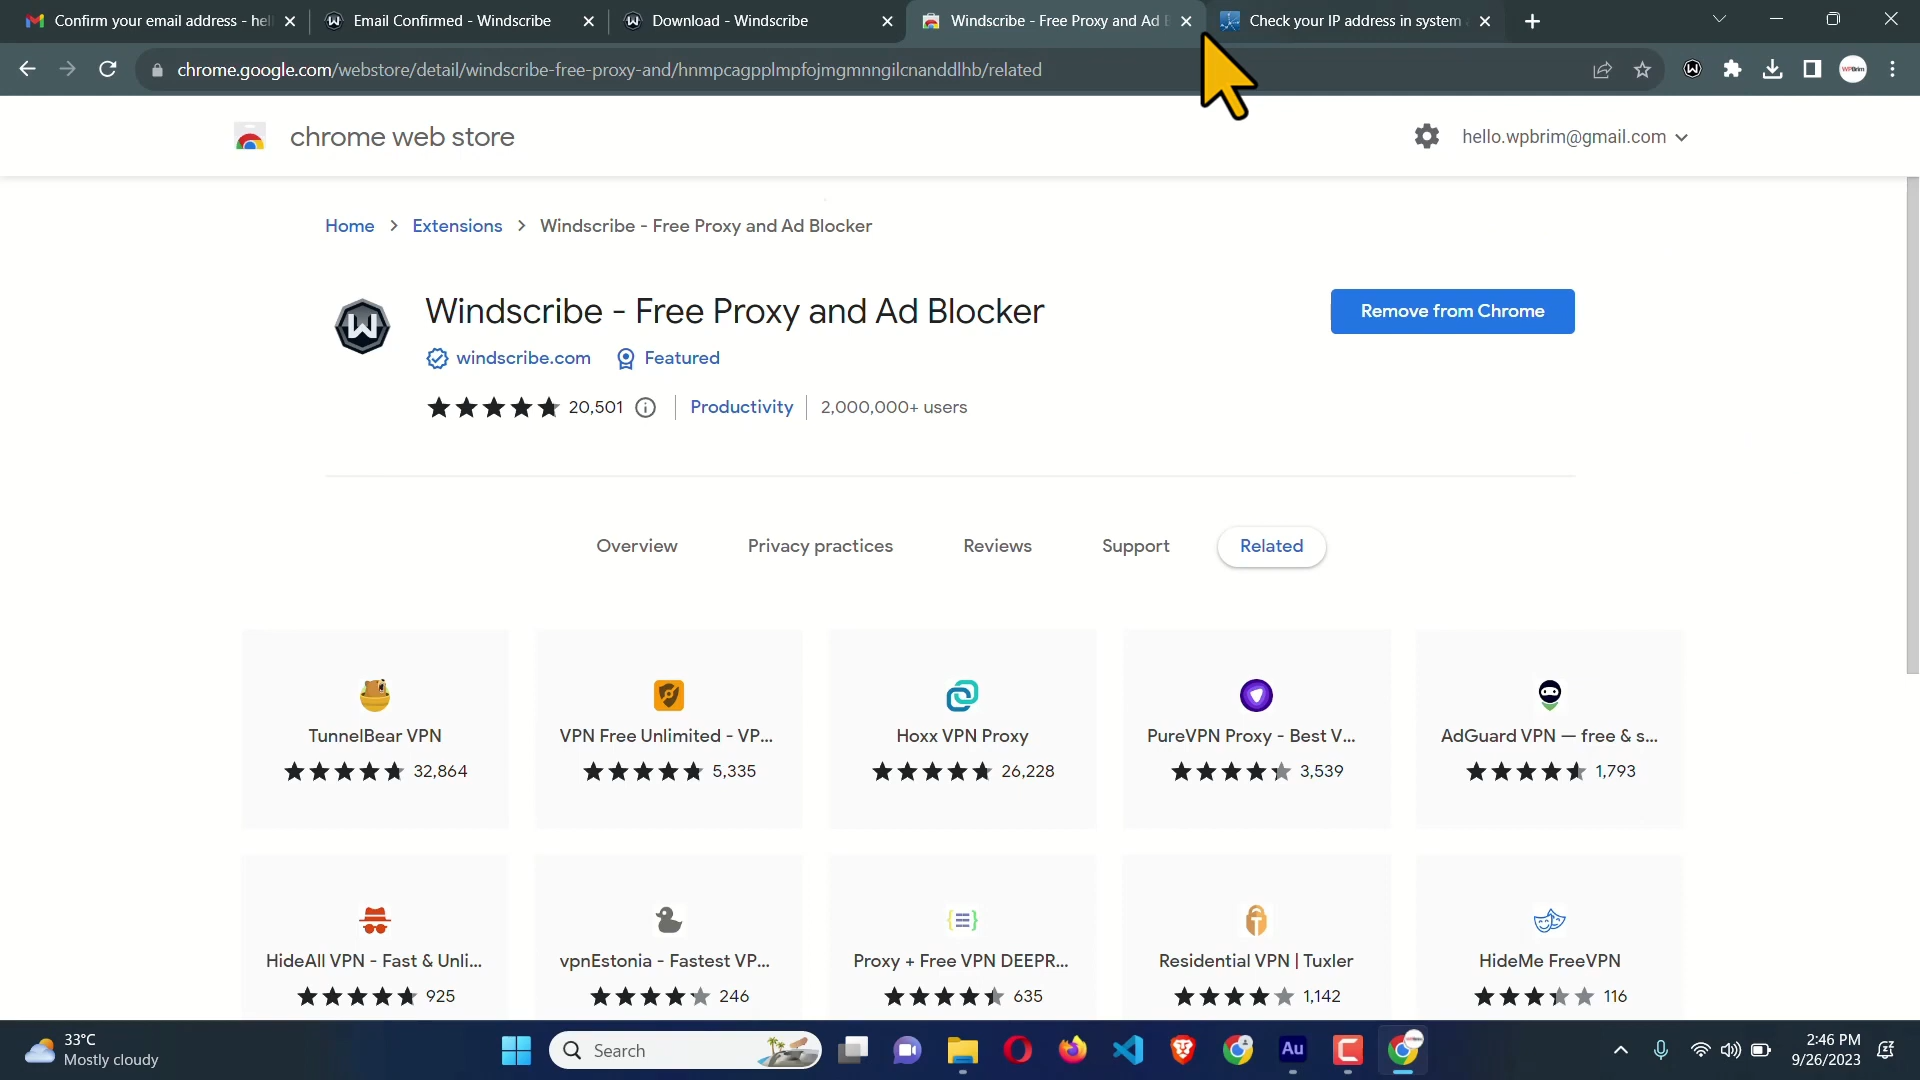 Confirm your email address - hel
Email Confirmed - Windscribe
Download - Windscribe
Windscribe - Free Proxy and Ad B
Check your IP address in system a
chrome.google.com/webstore/detail/windscribe-free-proxy-and/hnmpcagpplmpfojmgmnngilcnanddlhb/related
WPBrim
chrome web store
hello.wpbrim@gmail.com
Home > Extensions > Windscribe - Free Proxy and Ad Blocker
Windscribe - Free Proxy and Ad Blocker
Remove from Chrome
windscribe.com
Featured
20,501
Productivity
2,000,000+ users
Overview
Privacy practices
Reviews
Support
Related
TunnelBear VPN
32,864
VPN Free Unlimited - VP...
5,335
Hoxx VPN Proxy
26,228
PureVPN Proxy - Best V...
3,539
AdGuard VPN — free & s...
1,793
HideAll VPN - Fast & Unli...
925
vpnEstonia - Fastest VP...
246
Proxy + Free VPN DEEPR...
635
Residential VPN | Tuxler
1,142
HideMe FreeVPN
116
33°C
Mostly cloudy
Search
Au
2:46 PM
9/26/2023